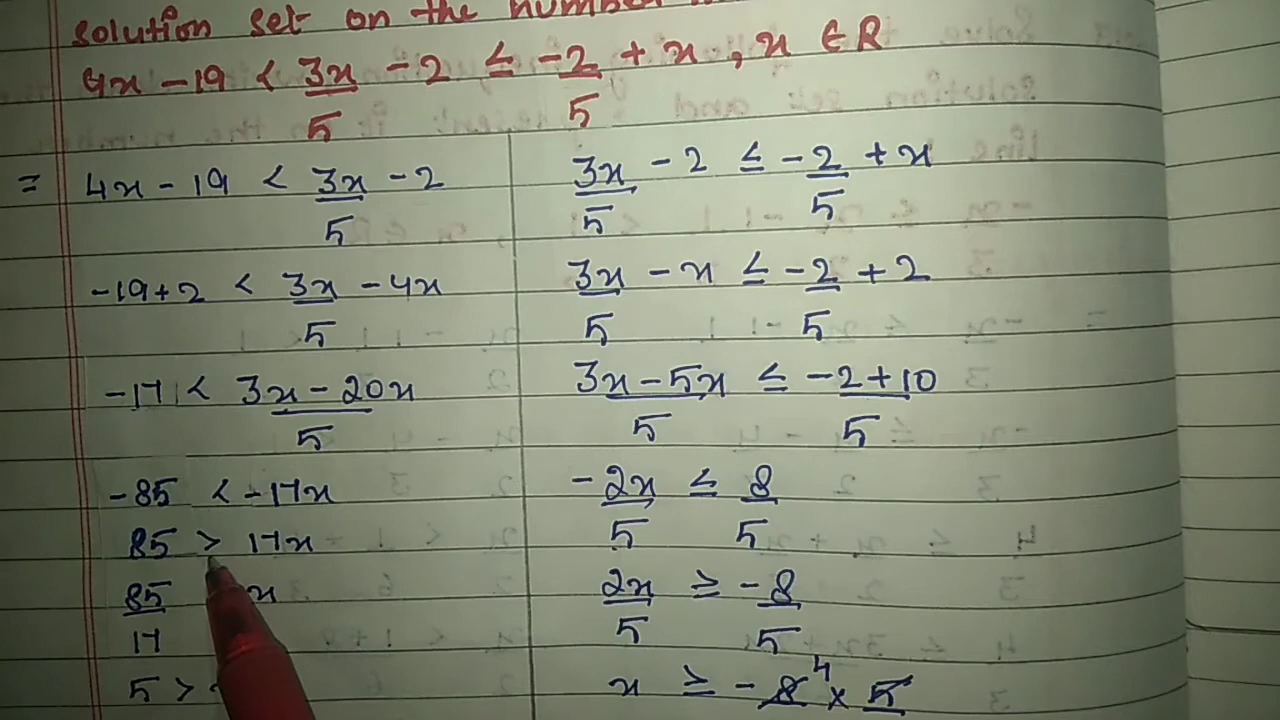 solution set on the number
4x - 19 < 3x/5 - 2 ≤ -2/5 + x , x ∈ R
= 4x - 19 < 3x/5 - 2
-19+2 < 3x/5 - 4x
-17 < 3x - 20x/5
-85 < -17x
85 > 17x
85/17 x
5 >
3x/5 - 2 ≤ -2/5 + x
3x/5 - x ≤ -2/5 + 2
3x - 5x/5 ≤ -2+10/5
-2x/5 ≤ 8/5
2x/5 ≥ -8/5
x ≥ -8 4 x 5